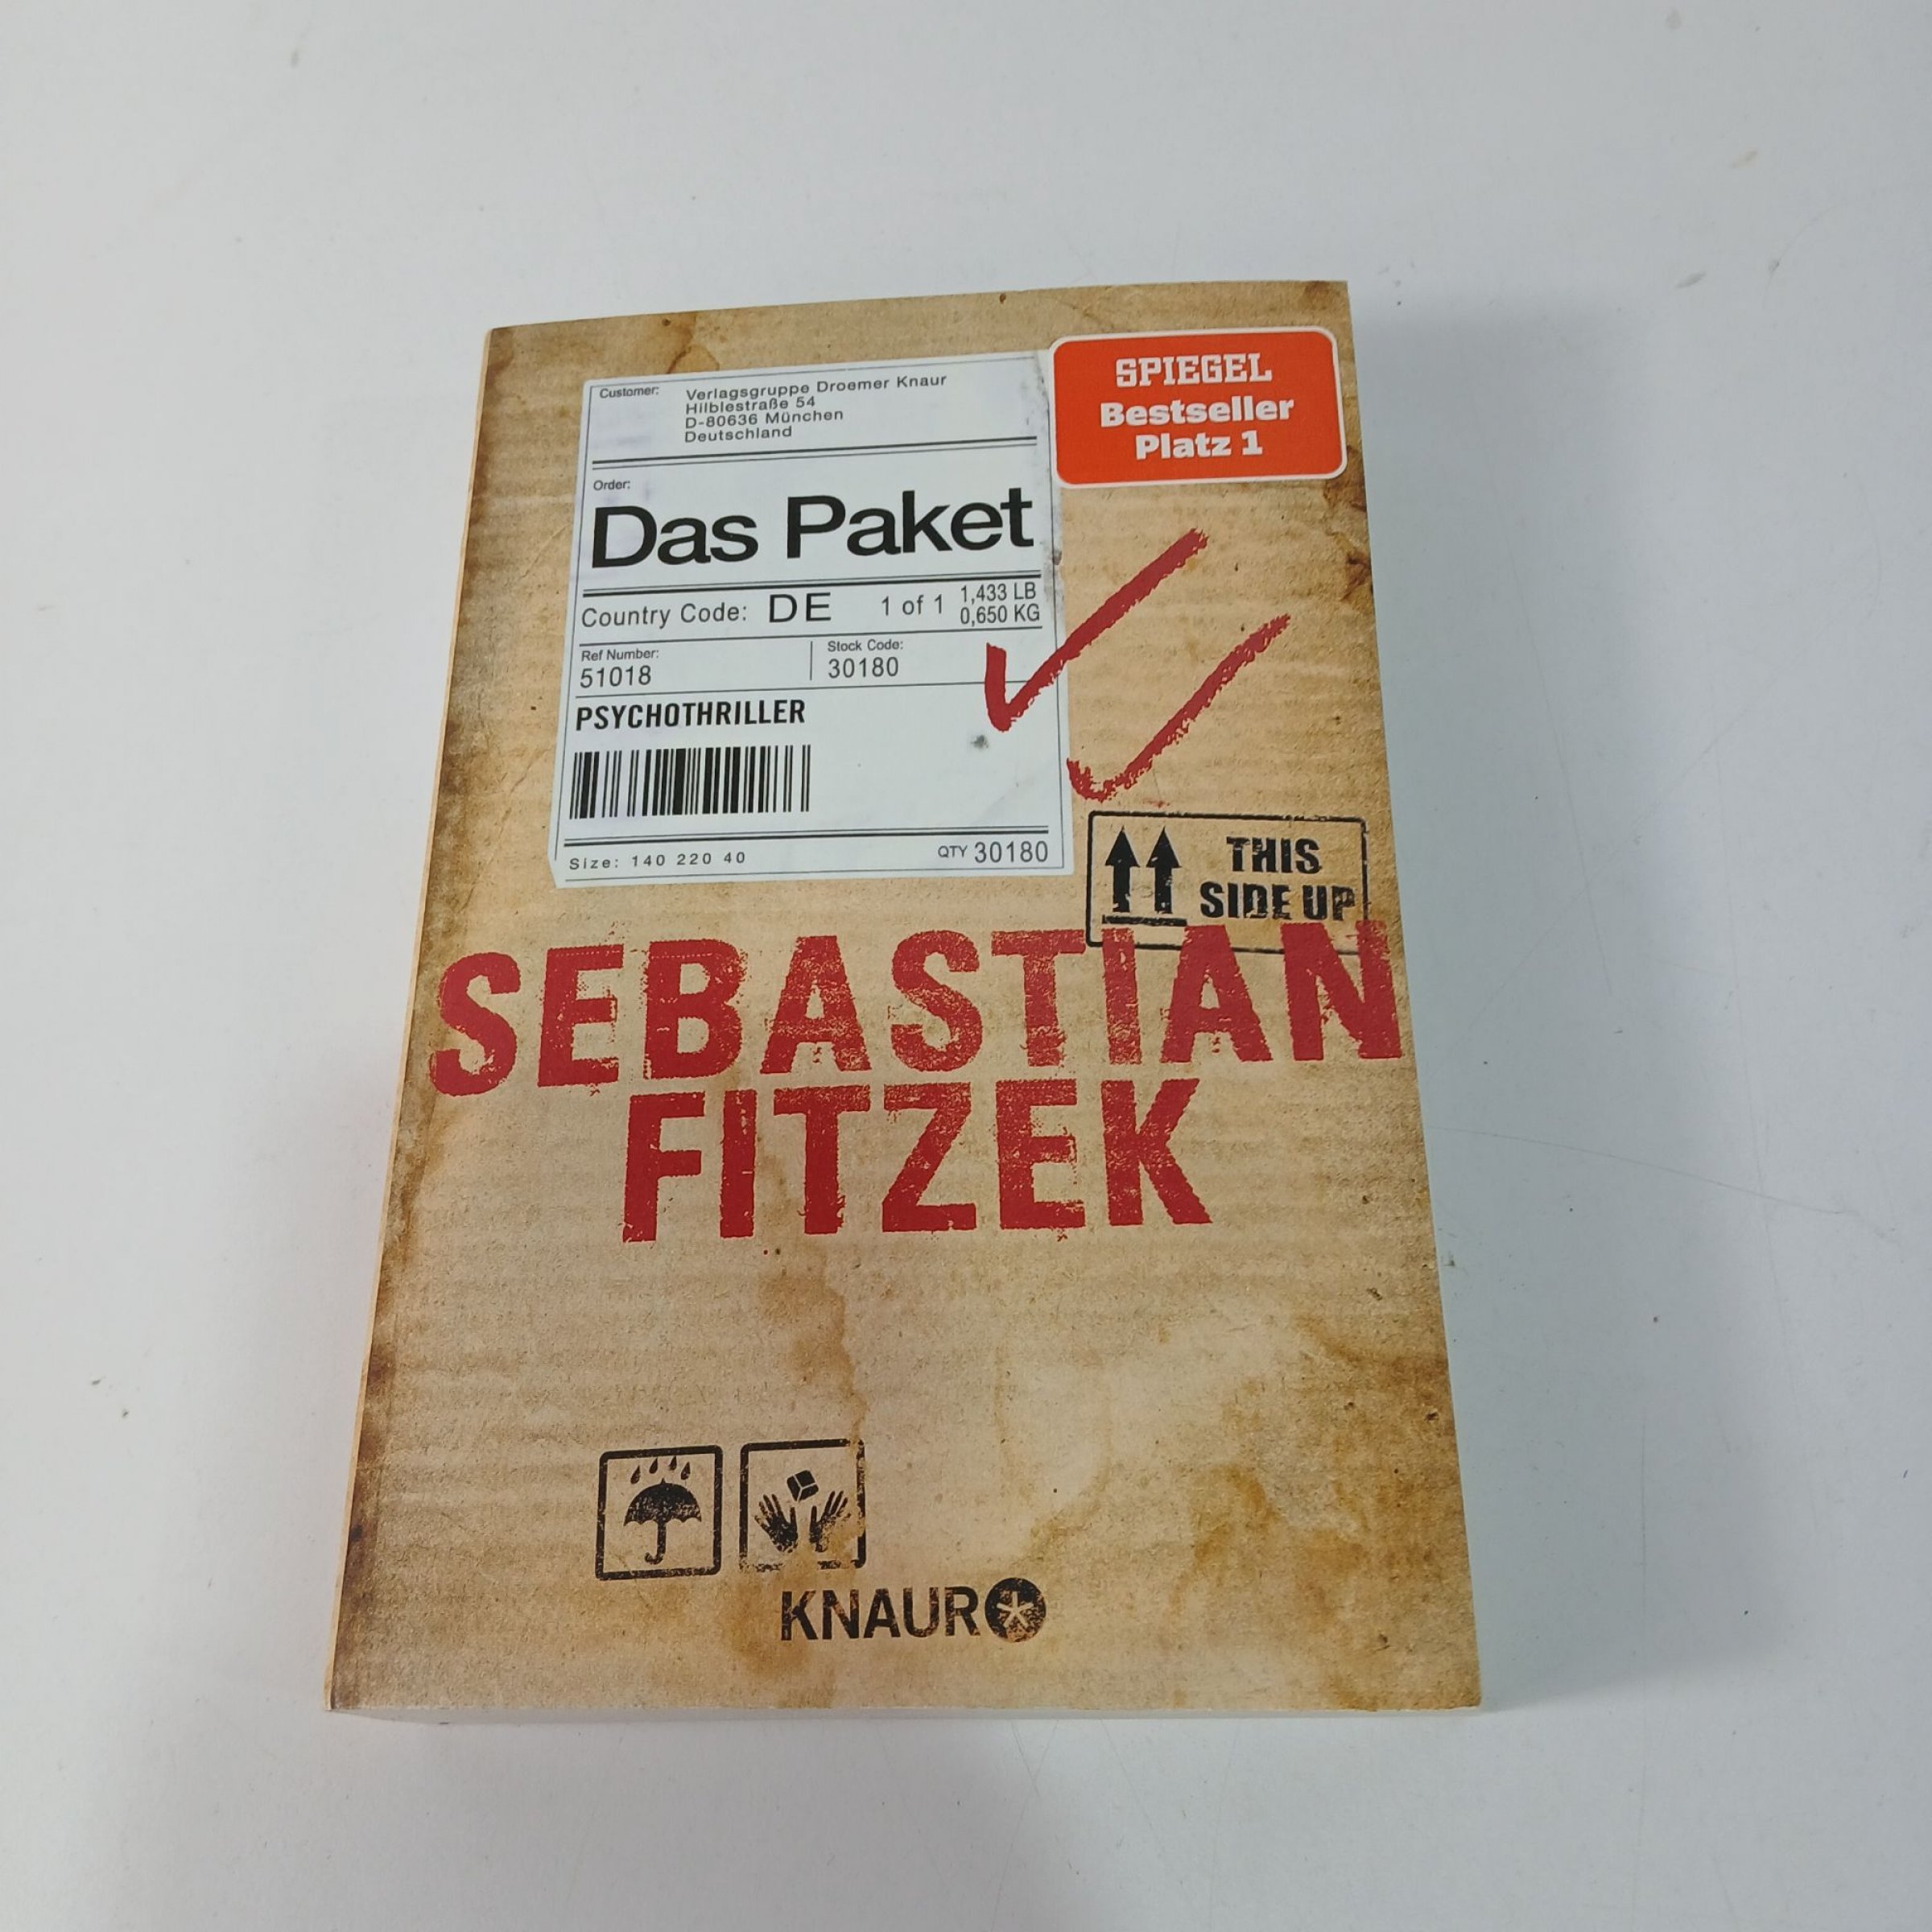 Customer: Verlagsgruppe Droemer Knaur
Hilblestraße 54
D-80636 München
Deutschland
SPIEGEL
Bestseller
Platz 1
Order:
Das Paket
Country Code: DE 1 of 1 1,433 LB
0,650 KG
Ref Number:
51018
Stock Code:
30180
PSYCHOTHRILLER
Size: 140 220 40
QTY 30180
THIS
SIDE UP
SEBASTIAN
FITZEK
KNAUR